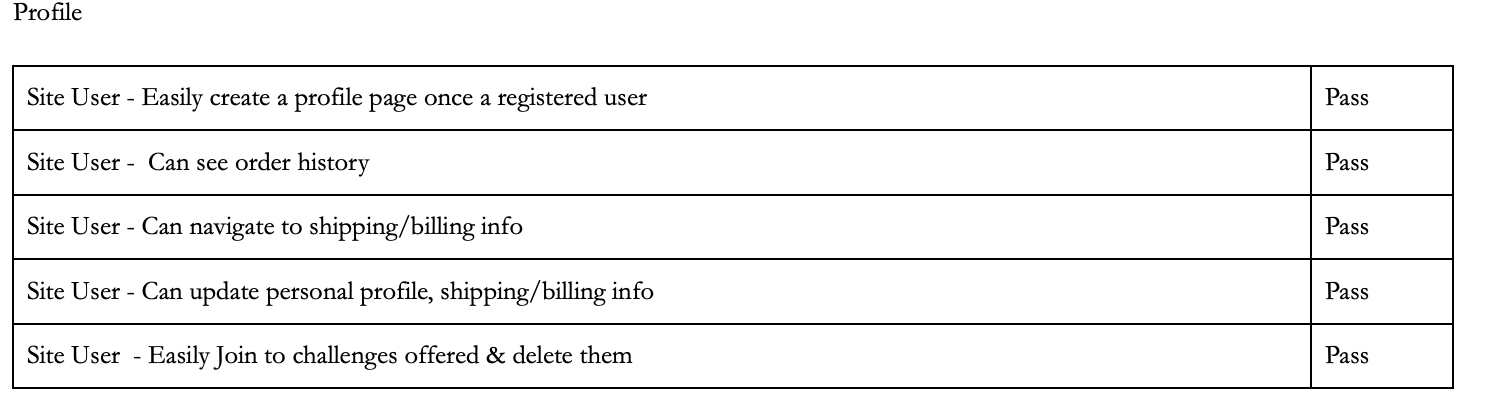 Profile
Site User - Easily create a profile page once a registered user Pass
Site User -  Can see order history Pass
Site User - Can navigate to shipping/billing info Pass
Site User - Can update personal profile, shipping/billing info Pass
Site User  - Easily Join to challenges offered & delete them Pass